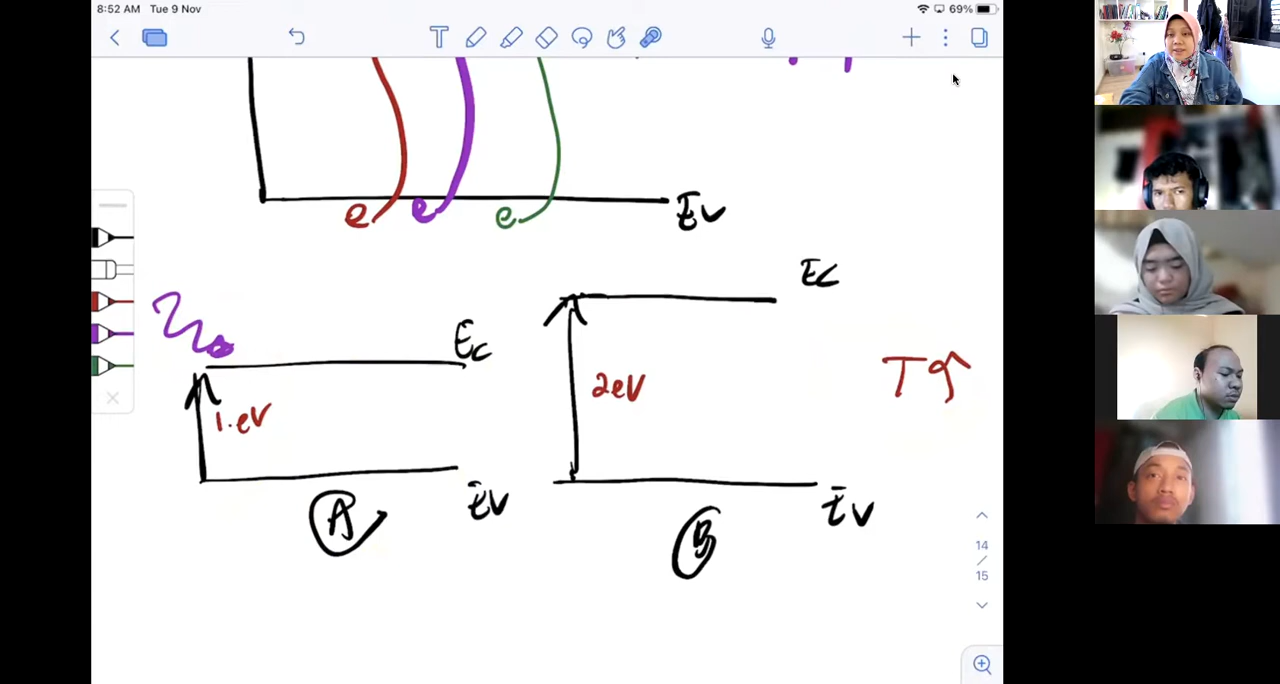 8:52 AM Tue 9 Nov
69%
T
e e e
Ev
Ec
Ec
1.eV
2eV
T↑
Ev
Ev
A
B
14
/
15